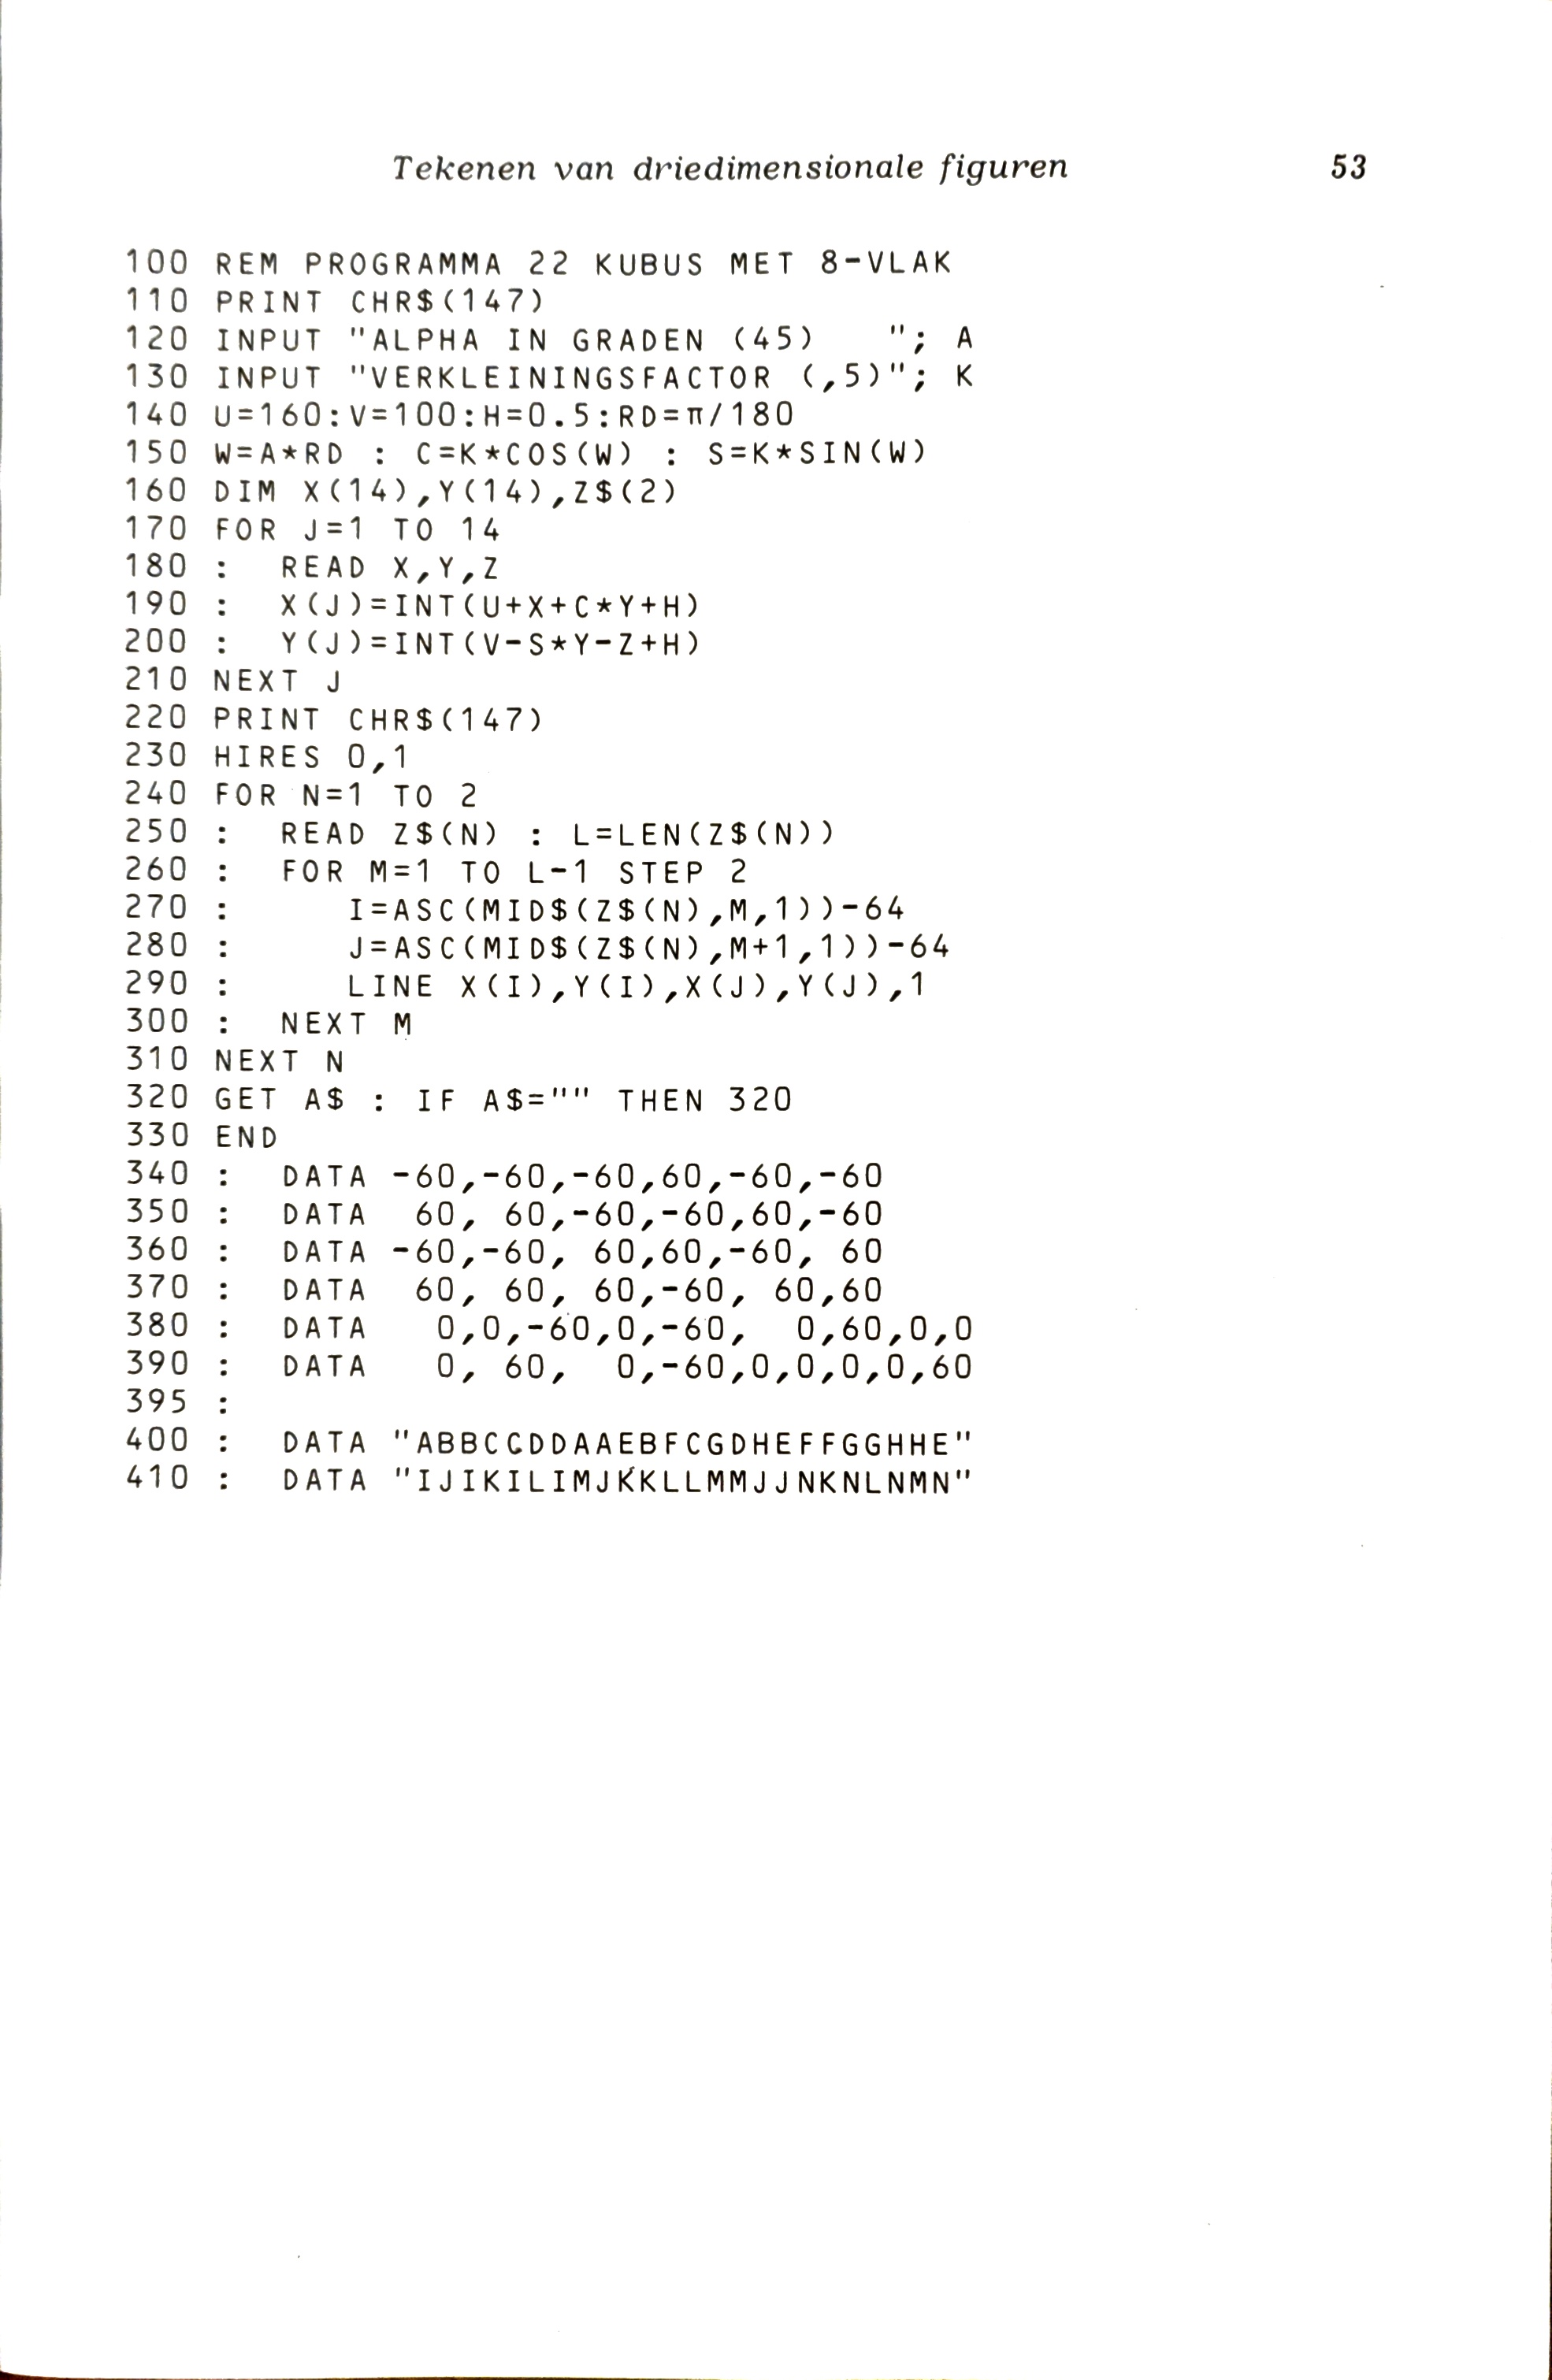 Tekenen van driedimensionale figuren 53
100 REM PROGRAMMA 22 KUBUS MET 8-VLAK
110 PRINT CHR$(147)
120 INPUT "ALPHA IN GRADEN (45)   "; A
130 INPUT "VERKLEININGSFACTOR (,5)"; K
140 U=160:V=100:H=0.5:RD=π/180
150 W=A*RD : C=K*COS(W) : S=K*SIN(W)
160 DIM X(14),Y(14),Z$(2)
170 FOR J=1 TO 14
180 :  READ X,Y,Z
190 :  X(J)=INT(U+X+C*Y+H)
200 :  Y(J)=INT(V-S*Y-Z+H)
210 NEXT J
220 PRINT CHR$(147)
230 HIRES 0,1
240 FOR N=1 TO 2
250 :  READ Z$(N) : L=LEN(Z$(N))
260 :  FOR M=1 TO L-1 STEP 2
270 :     I=ASC(MID$(Z$(N),M,1))-64
280 :     J=ASC(MID$(Z$(N),M+1,1))-64
290 :     LINE X(I),Y(I),X(J),Y(J),1
300 :  NEXT M
310 NEXT N
320 GET A$ : IF A$="" THEN 320
330 END
340 :  DATA -60,-60,-60,60,-60,-60
350 :  DATA  60, 60,-60,-60,60,-60
360 :  DATA -60,-60, 60,60,-60, 60
370 :  DATA  60, 60, 60,-60, 60,60
380 :  DATA   0,0,-60,0,-60,  0,60,0,0
390 :  DATA   0, 60,  0,-60,0,0,0,0,60
395 :
400 :  DATA "ABBCCDDAAEBFCGDHEFFGGHHE"
410 :  DATA "IJIKILIMJKKLLMMJJNKNLNMN"